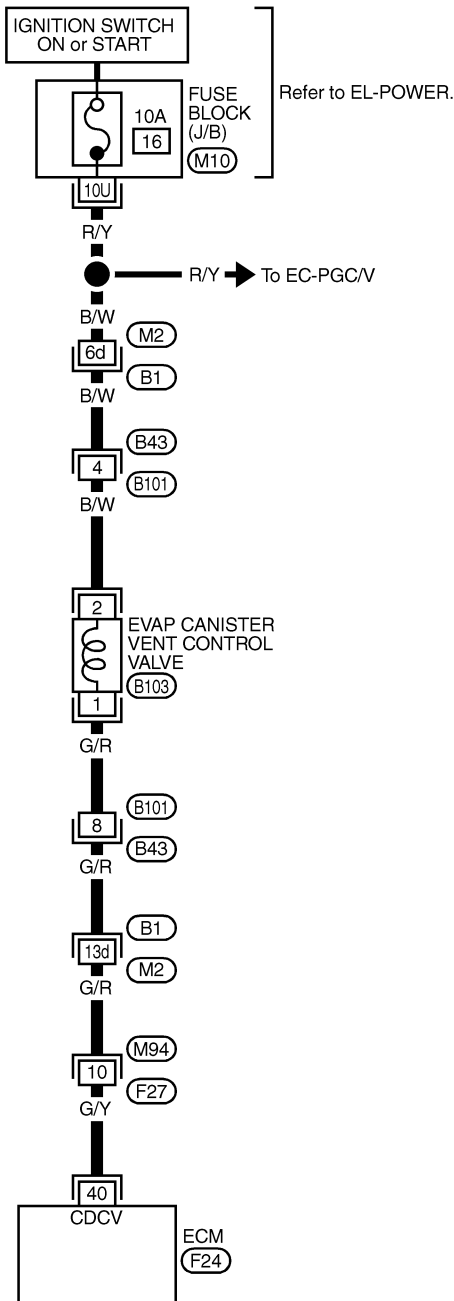 IGNITION SWITCH
ON or START
FUSE
BLOCK
(J/B)
M10
Refer to EL-POWER.
10A
16
10U
R/Y
R/Y
To EC-PGC/V
B/W
M2
6d
B1
B/W
B43
4
B101
B/W
2
EVAP CANISTER
VENT CONTROL
VALVE
B103
1
G/R
B101
8
B43
G/R
B1
13d
M2
G/R
M94
10
F27
G/Y
40
CDCV
ECM
F24